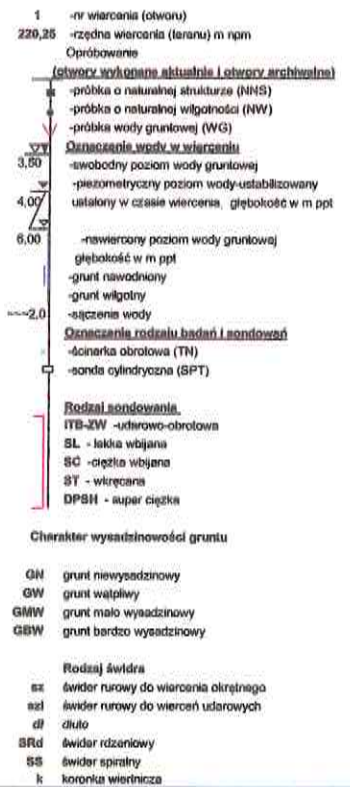 1 -nr wiercenia (otworu)
220,25 -rzędna wiercenia (terenu) m npm
Opróbowanie
(otwory wykonane aktualnie i otwory archiwalne)
-próbka o naturalnej strukturze (NNS)
-próbka o naturalnej wilgotności (NW)
-próbka wody gruntowej (WG)
Oznaczenie wody w wierceniu
3,50 -swobodny poziom wody gruntowej
-piezometryczny poziom wody-ustabilizowany
4,00 ustalony w czasie wiercenia, głębokość w m ppt
6,00 -nawiercony poziom wody gruntowej
głębokość w m ppt
-grunt nawodniony
-grunt wilgotny
~~2,0 -sączenie wody
Oznaczenie rodzaju badań i sondowań
-ścinarka obrotowa (TN)
-sonda cylindryczna (SPT)
Rodzaj sondowania
ITB-ZW -udarowo-obrotowa
SL - lekka wbijana
SC -ciężka wbijana
ST - wkręcana
DPSH - super ciężka
Charakter wysadzinowości gruntu
GN grunt niewysadzinowy
GW grunt wątpliwy
GMW grunt mało wysadzinowy
GBW grunt bardzo wysadzinowy
Rodzaj świdra
sz świder rurowy do wiercenia okrętnego
szl świder rurowy do wierceń udarowych
dł dłuto
SRd świder rdzeniowy
SS świder spiralny
k koronka wiertnicza